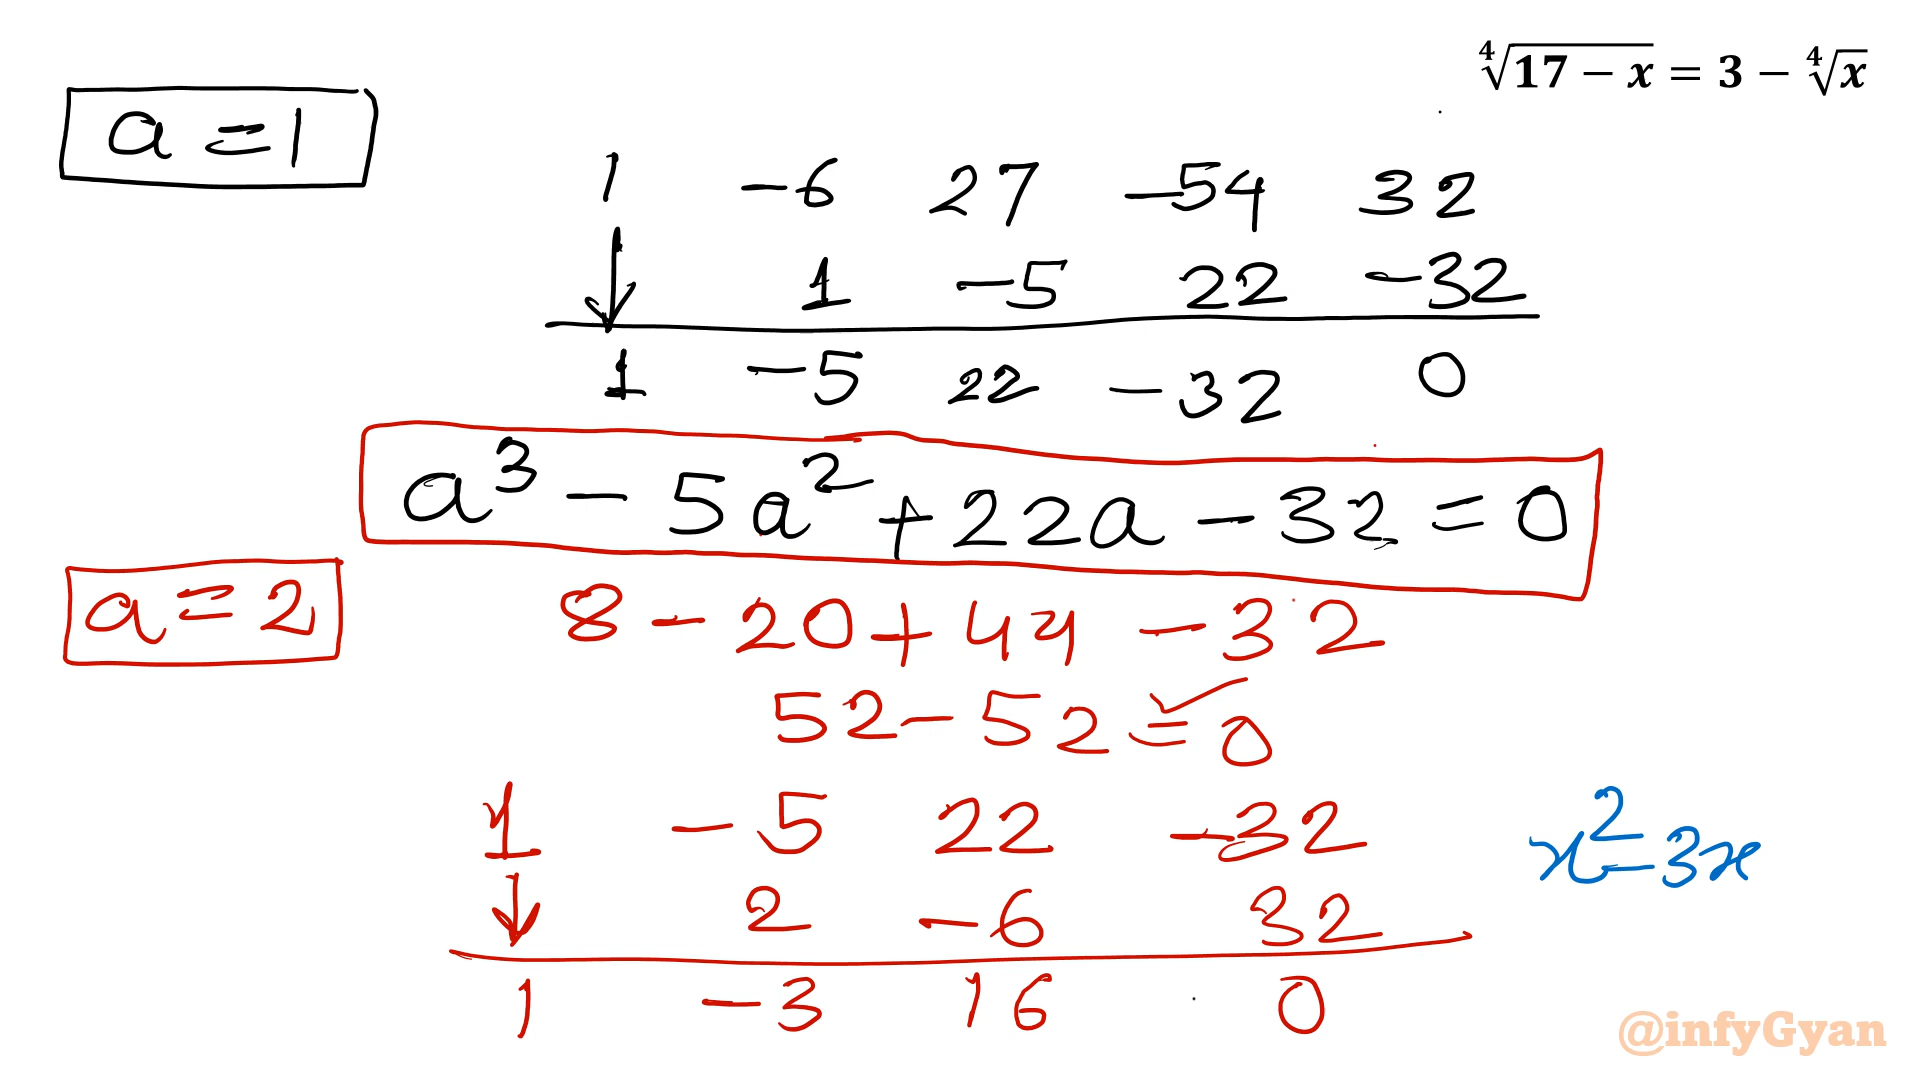 ∜(17 − x) = 3 − ∜x
a = 1
1 −6 27 −54 32
1 −5 22 −32
1 −5 22 −32 0
a³ − 5a² + 22a − 32 = 0
a = 2
8 − 20 + 44 − 32
52 − 52 = 0
1 −5 22 −32
2 −6 32
1 −3 16 0
x² − 3x
@infyGyan